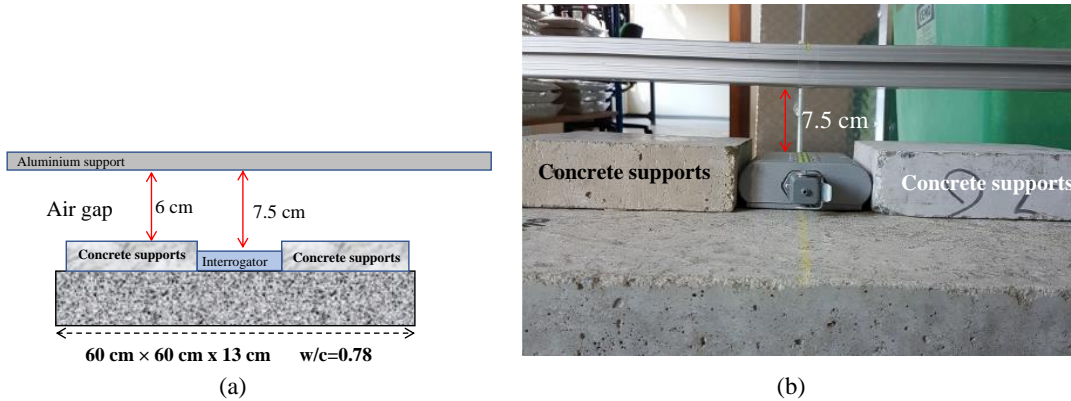 Aluminium support
Air gap
6 cm
7.5 cm
Concrete supports
Interrogator
Concrete supports
60 cm × 60 cm x 13 cm w/c=0.78
(a)
7.5 cm
Concrete supports
Concrete supports
(b)